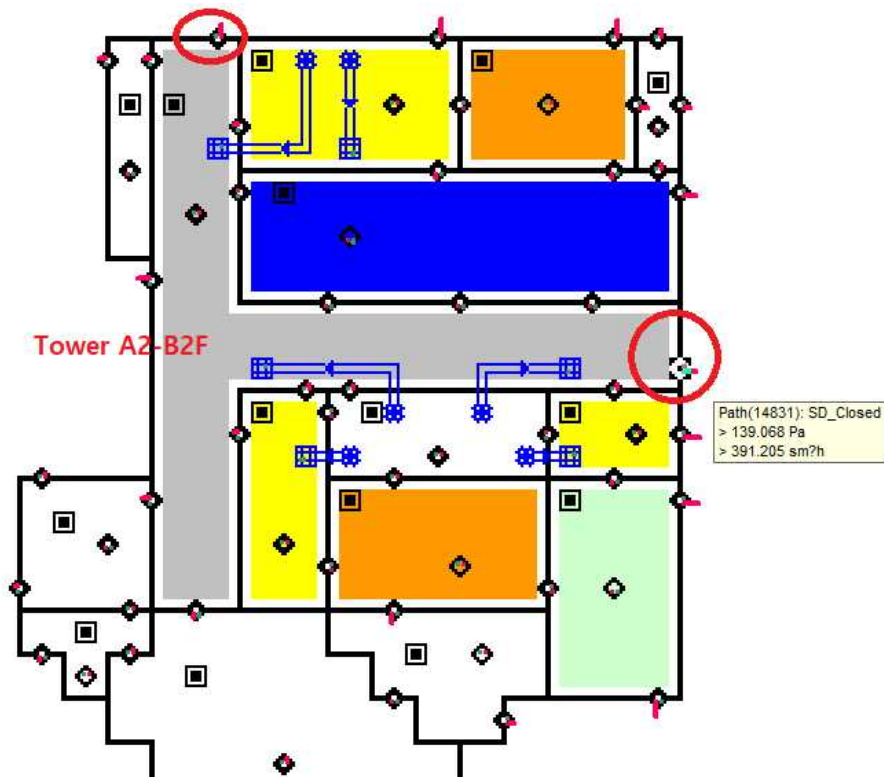 Tower A2-B2F
Path(14831): SD_Closed
> 139.068 Pa
> 391.205 sm?h